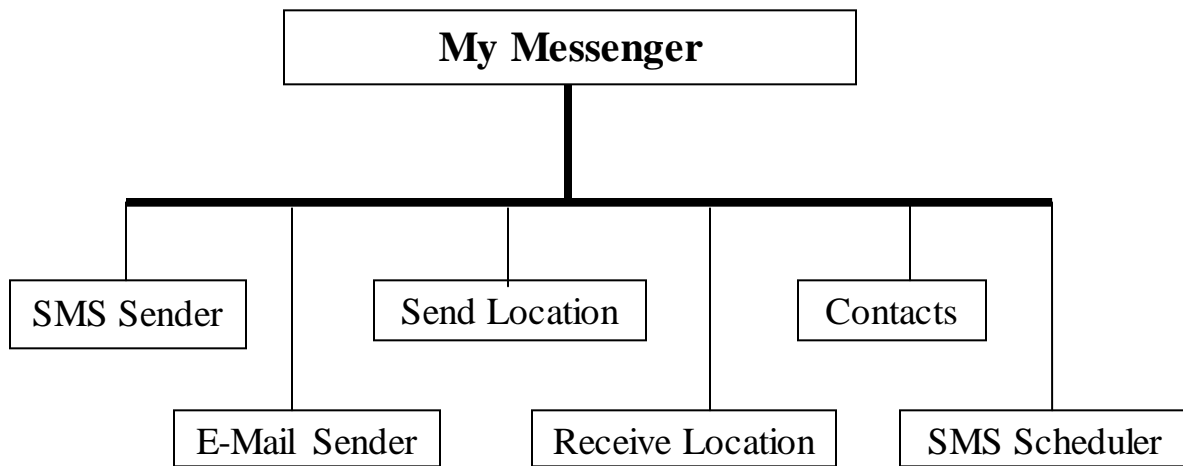 My Messenger
SMS Sender
Send Location
Contacts
E-Mail Sender
Receive Location
SMS Scheduler